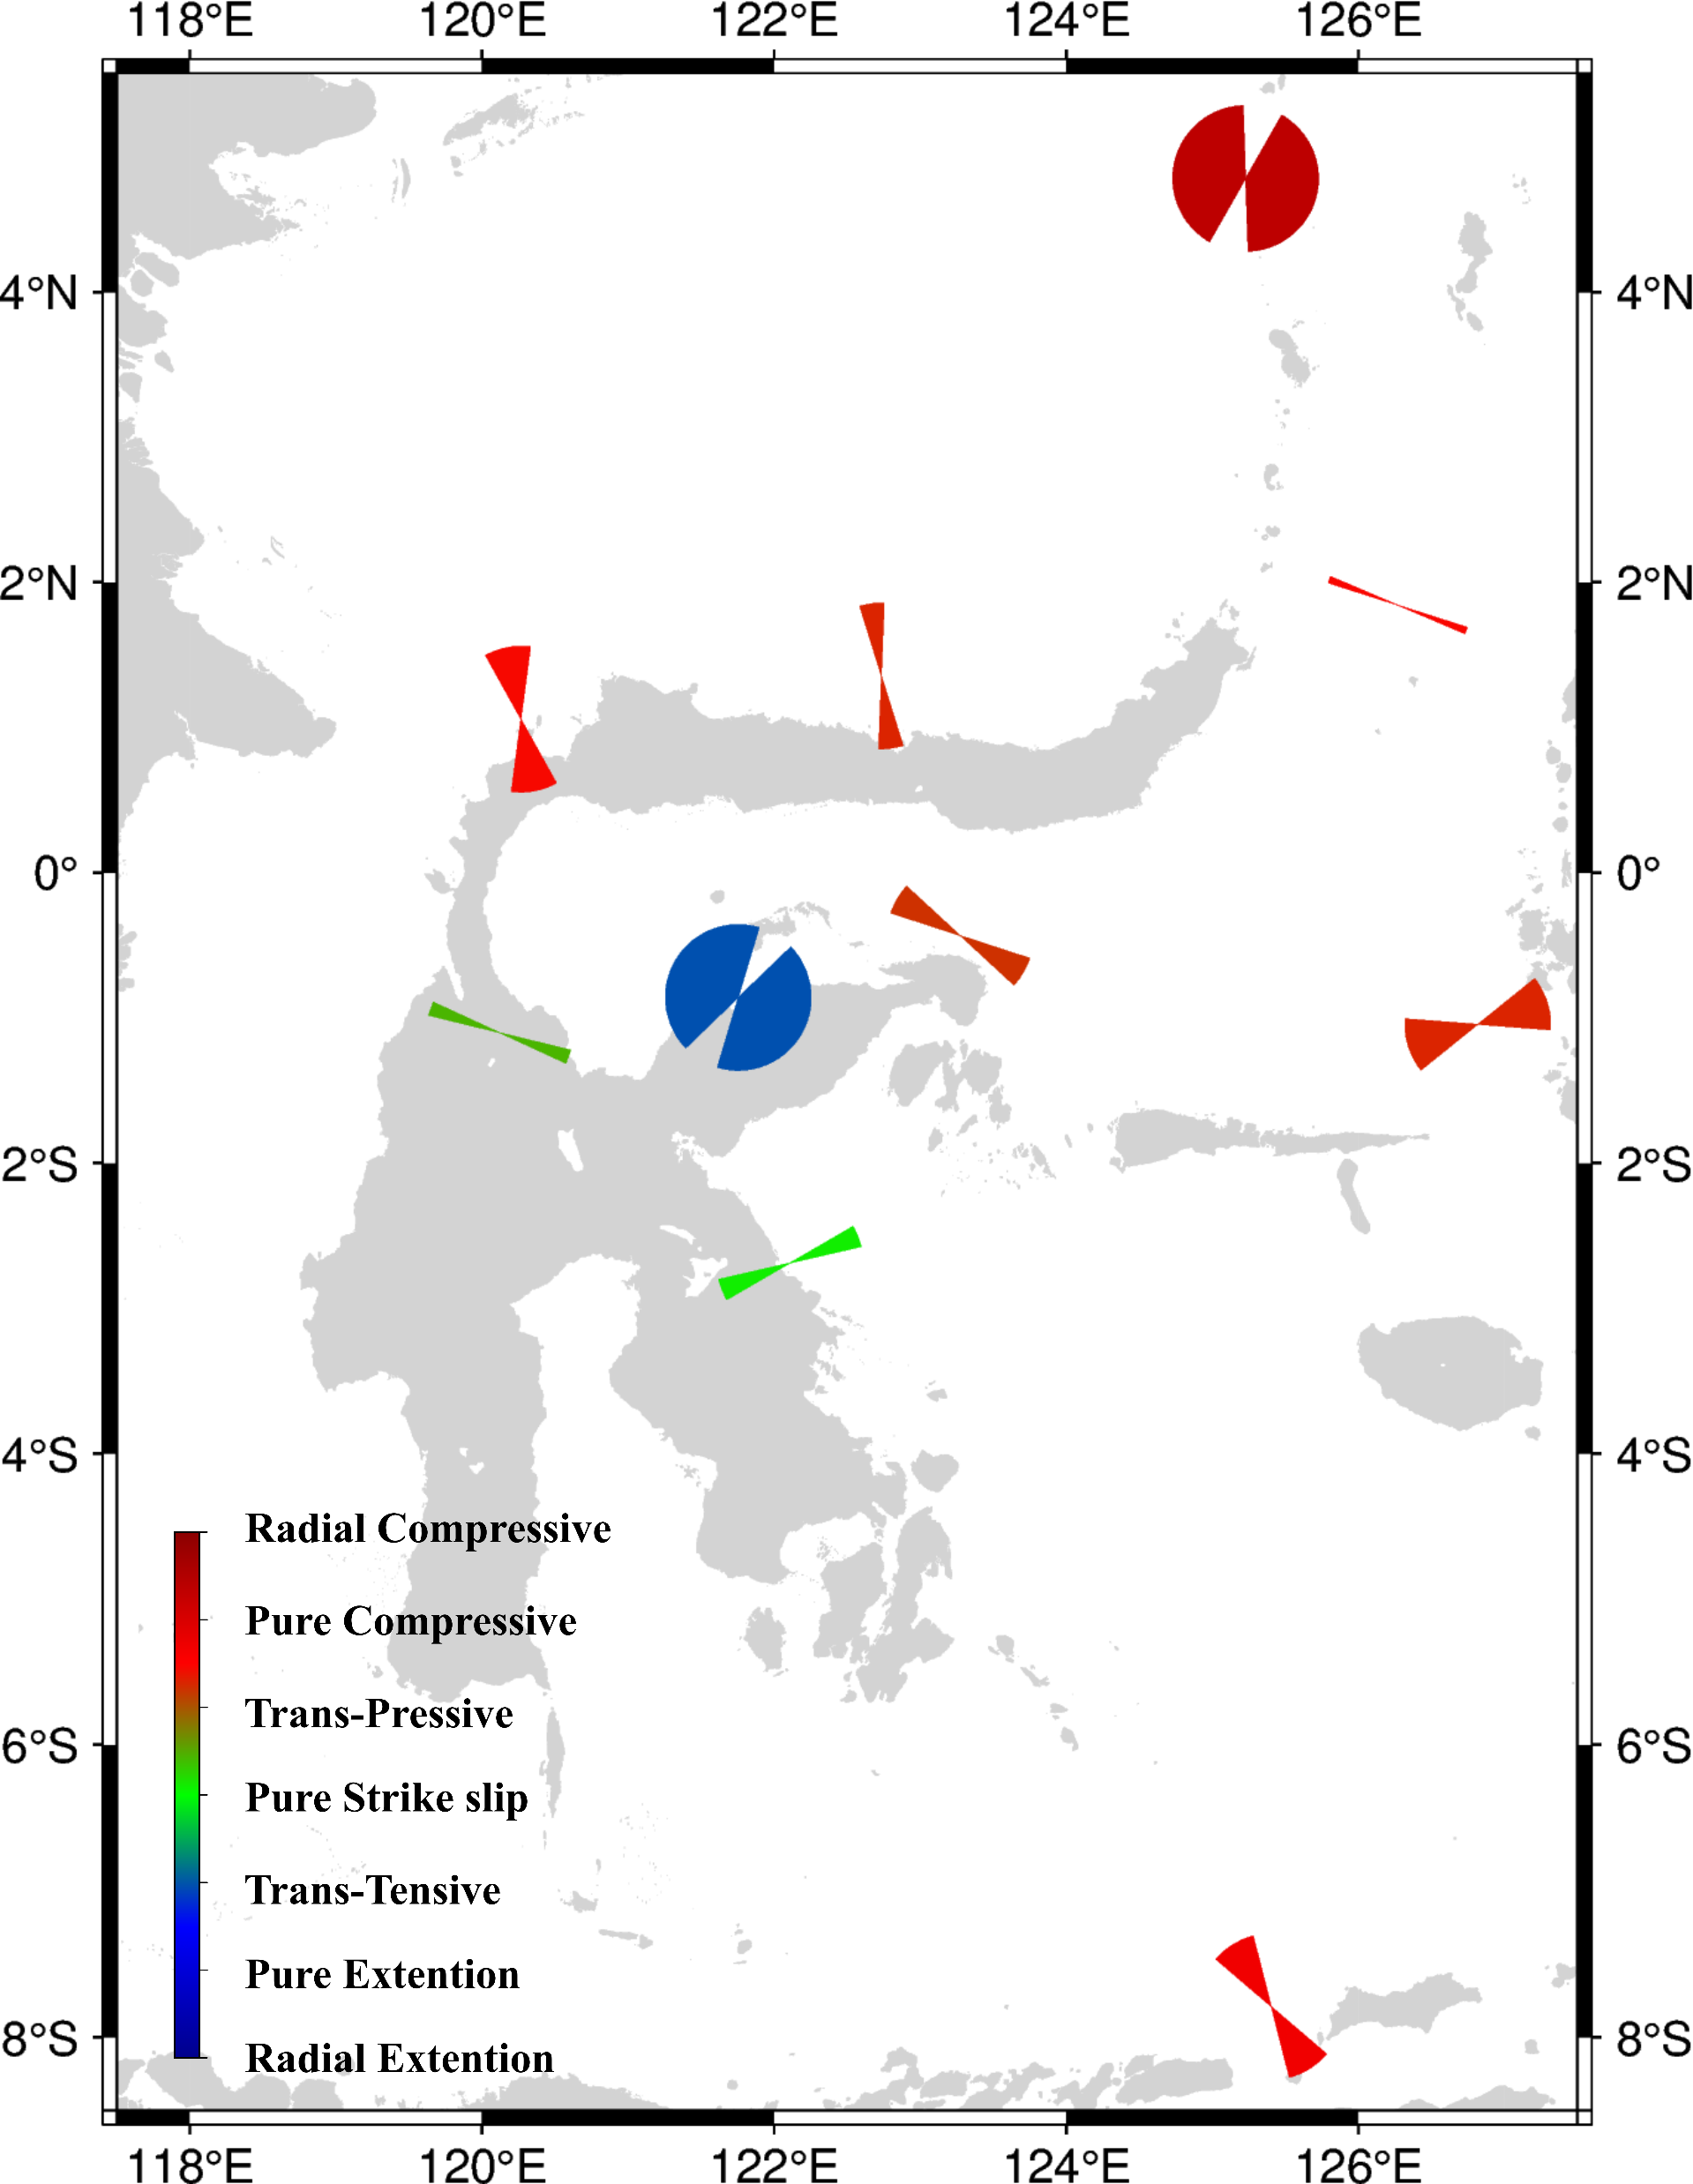 118°E 120°E 122°E 124°E 126°E
4°N 4°N
2°N 2°N
0° 0°
2°S 2°S
4°S 4°S
Radial Compressive
Pure Compressive
Trans-Pressive
6°S 6°S
Pure Strike slip
Trans-Tensive
Pure Extention
8°S 8°S
Radial Extention
118°E 120°E 122°E 124°E 126°E